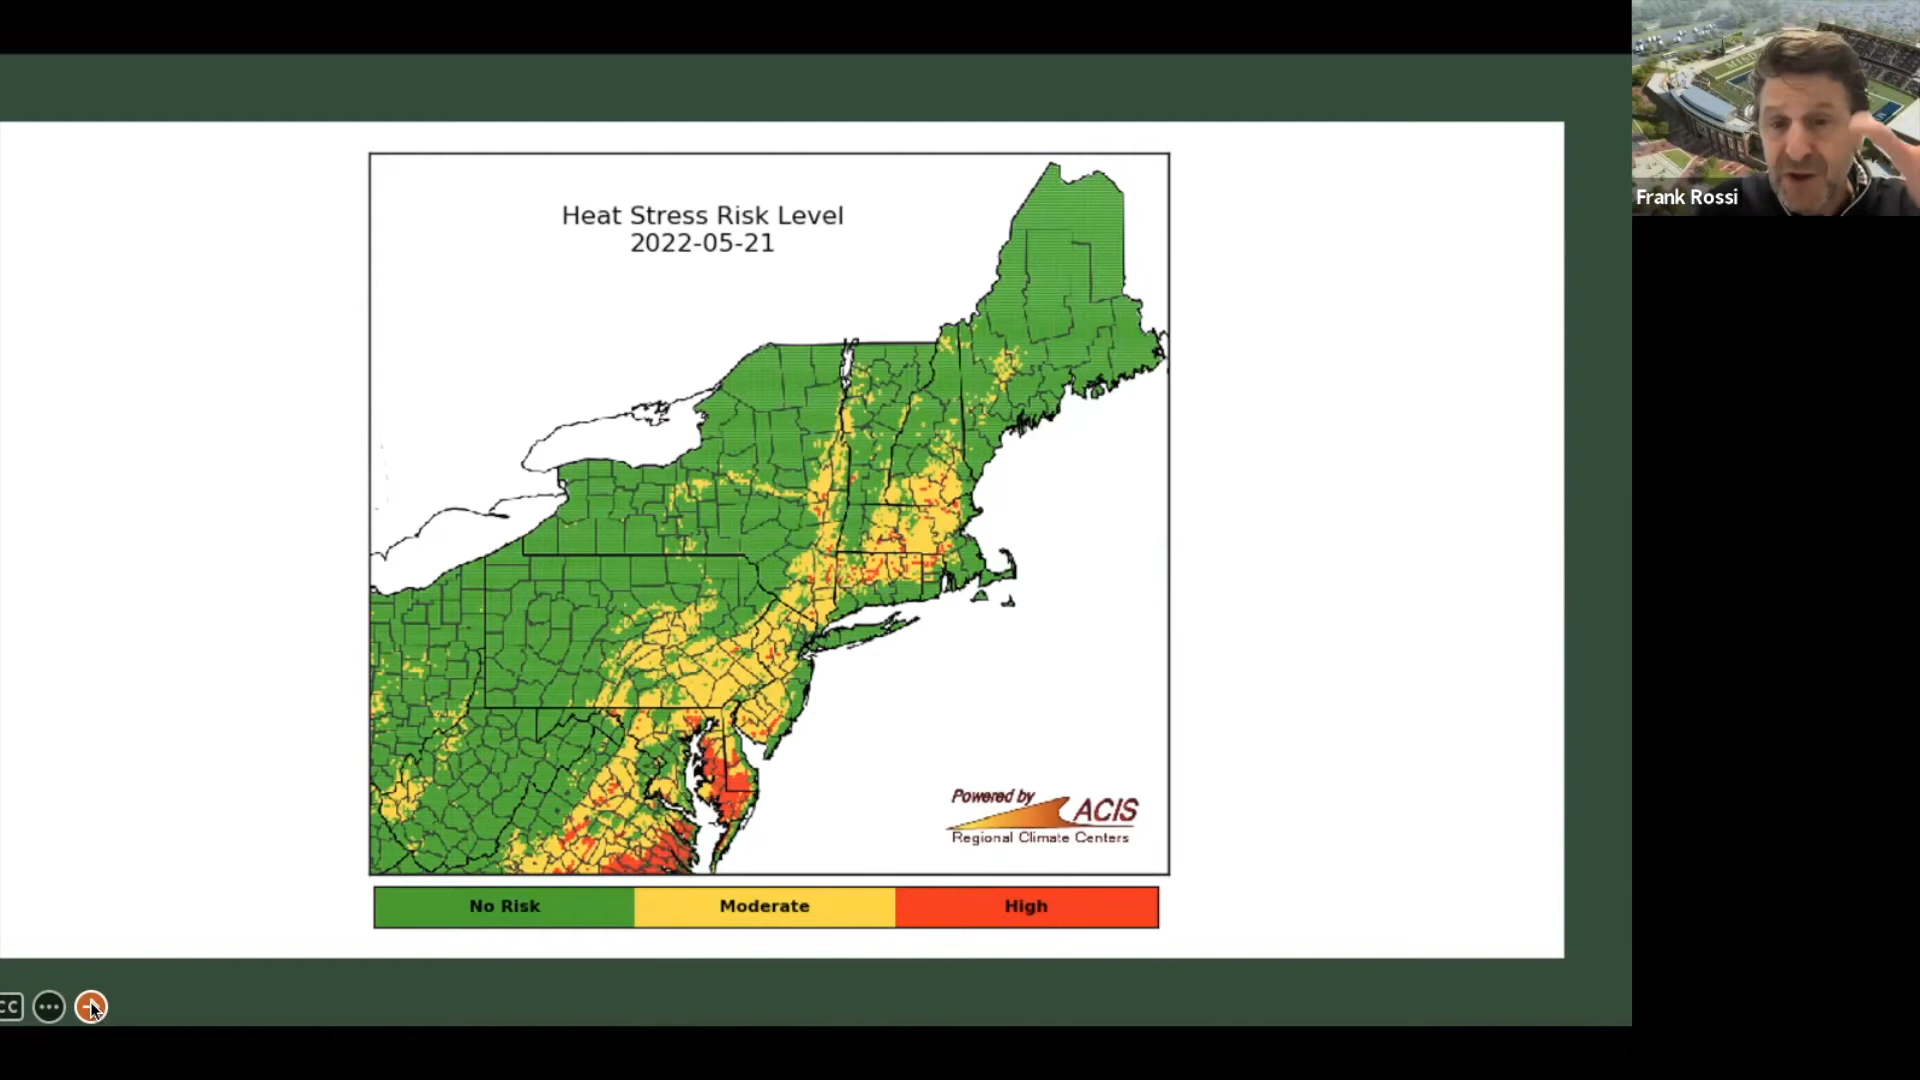 Heat Stress Risk Level
2022-05-21
Powered by
ACIS
Regional Climate Centers
No Risk
Moderate
High
Frank Rossi
CC